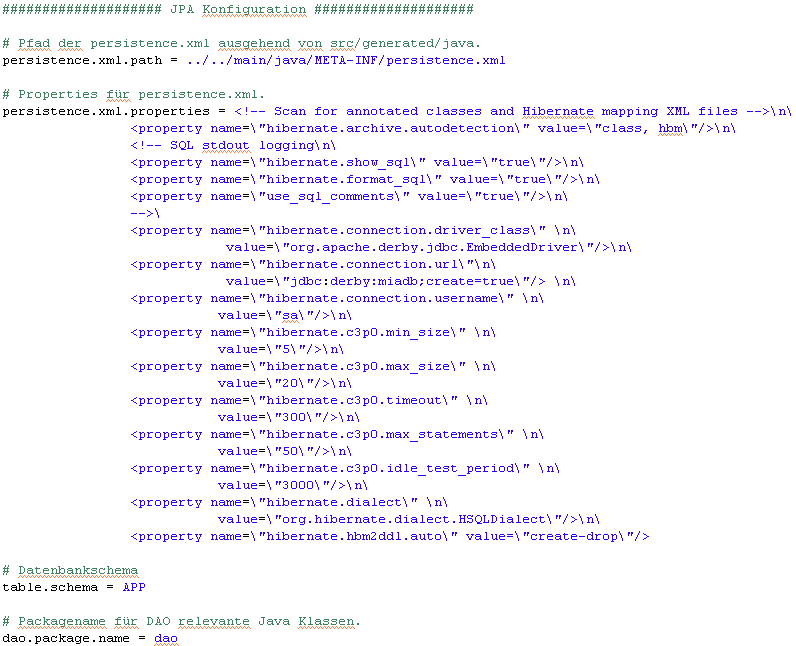 #################### JPA Konfiguration ####################
# Pfad der persistence.xml ausgehend von src/generated/java.
persistence.xml.path = ../../main/java/META-INF/persistence.xml
# Properties für persistence.xml.
persistence.xml.properties = <!-- Scan for annotated classes and Hibernate mapping XML files -->\n\
<property name=\"hibernate.archive.autodetection\" value=\"class, hbm\"/>\n\
<!-- SQL stdout logging\n\
<property name=\"hibernate.show_sql\" value=\"true\"/>\n\
<property name=\"hibernate.format_sql\" value=\"true\"/>\n\
<property name=\"use_sql_comments\" value=\"true\"/>\n\
-->\
<property name=\"hibernate.connection.driver_class\" \n\
value=\"org.apache.derby.jdbc.EmbeddedDriver\"/>\n\
<property name=\"hibernate.connection.url\"\n\
value=\"jdbc:derby:miadb;create=true\"/> \n\
<property name=\"hibernate.connection.username\" \n\
value=\"sa\"/>\n\
<property name=\"hibernate.c3p0.min_size\" \n\
value=\"5\"/>\n\
<property name=\"hibernate.c3p0.max_size\" \n\
value=\"20\"/>\n\
<property name=\"hibernate.c3p0.timeout\" \n\
value=\"300\"/>\n\
<property name=\"hibernate.c3p0.max_statements\" \n\
value=\"50\"/>\n\
<property name=\"hibernate.c3p0.idle_test_period\" \n\
value=\"3000\"/>\n\
<property name=\"hibernate.dialect\" \n\
value=\"org.hibernate.dialect.HSQLDialect\"/>\n\
<property name=\"hibernate.hbm2ddl.auto\" value=\"create-drop\"/>
# Datenbankschema
table.schema = APP
# Packagename für DAO relevante Java Klassen.
dao.package.name = dao